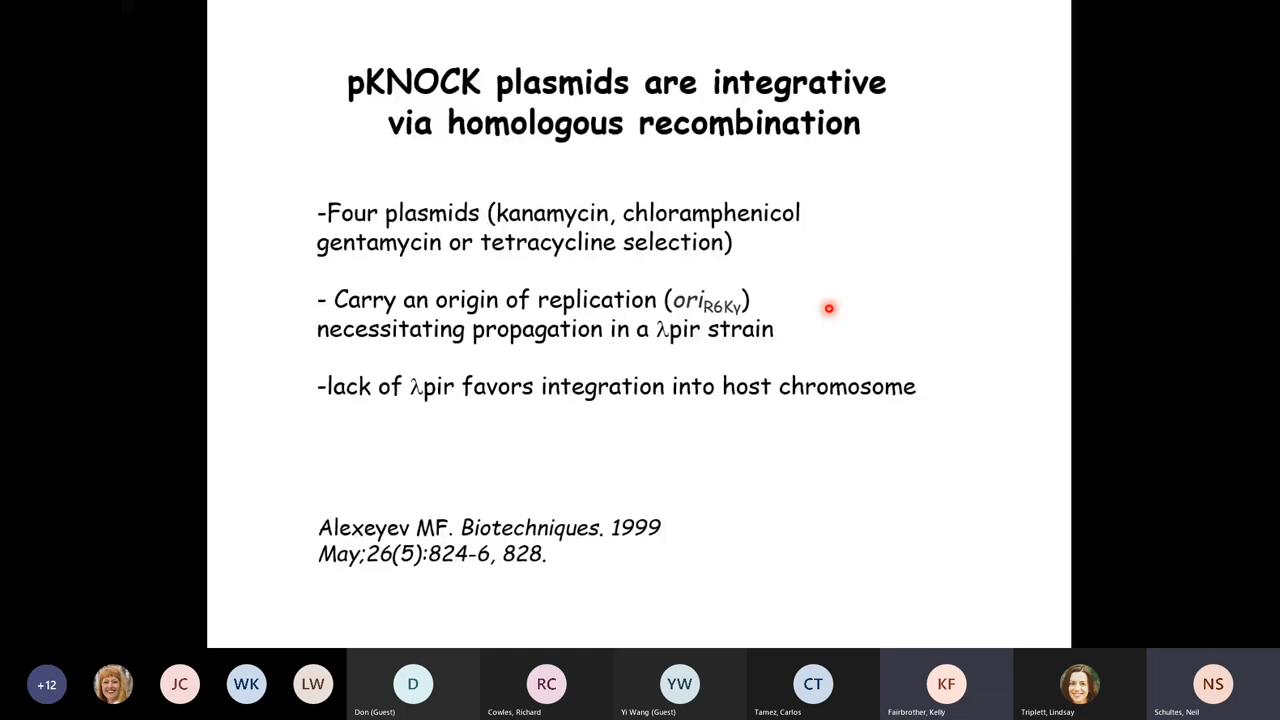 pKNOCK plasmids are integrative
via homologous recombination
-Four plasmids (kanamycin, chloramphenicol
gentamycin or tetracycline selection)
- Carry an origin of replication (oriR6Kγ)
necessitating propagation in a λpir strain
-lack of λpir favors integration into host chromosome
Alexeyev MF. Biotechniques. 1999
May;26(5):824-6, 828.
+12
JC
WK
LW
D
RC
YW
CT
KF
NS
Don (Guest)
Cowles, Richard
Yi Wang (Guest)
Tamez, Carlos
Fairbrother, Kelly
Triplett, Lindsay
Schultes, Neil